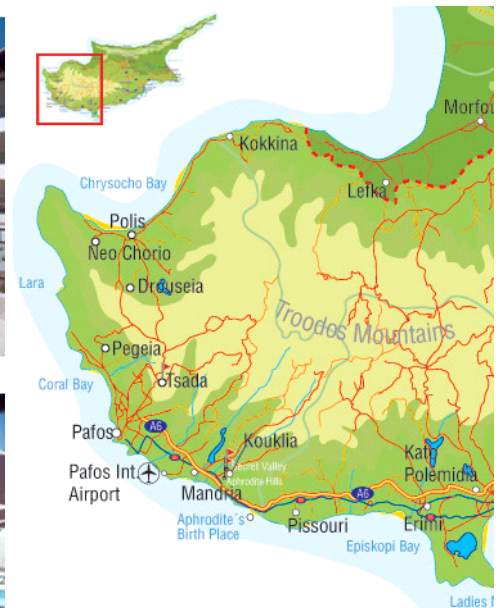 Morfou
Kokkina
Lefka
Chrysocho Bay
Polis
Neo Chorio
Drouseia
Lara
Troodos Mountains
Pegeia
Coral Bay
Tsada
A6
Pafos
Kouklia
Kato
Polemidia
Secret Valley
Aphrodite Hills
Pafos Int.
Airport
Mandria
A6
Aphrodite´s
Birth Place
Pissouri
Erimi
Episkopi Bay
Ladies